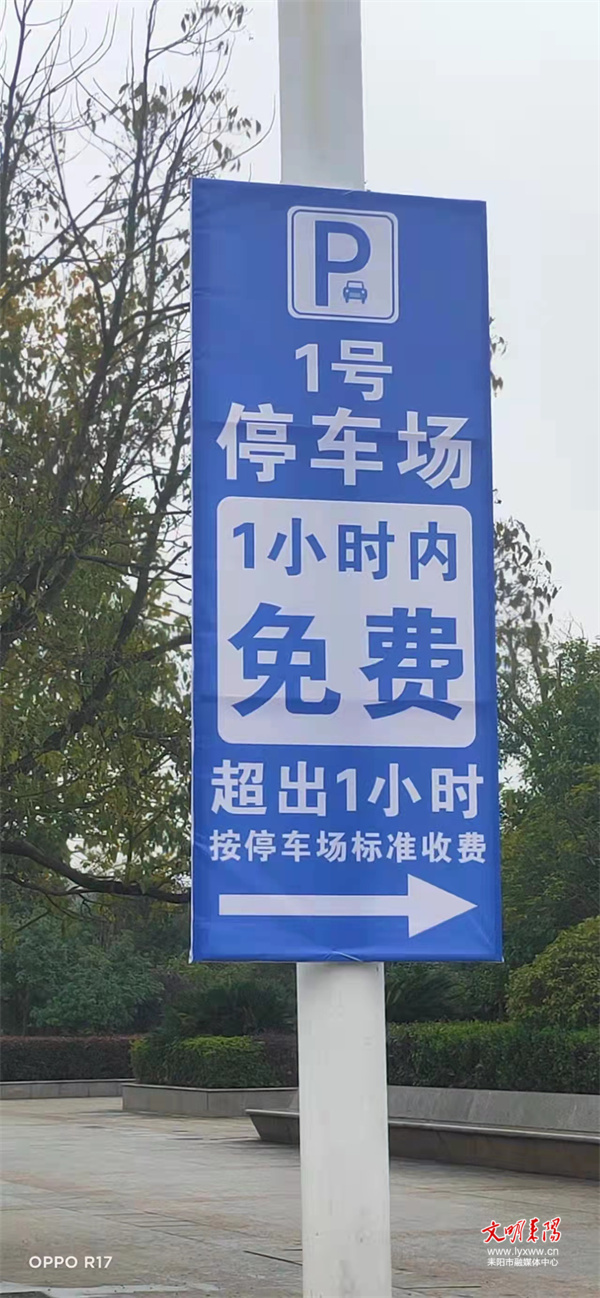 P
1号
停车场
1小时内
免费
超出1小时
按停车场标准收费
文明耒阳
www.lyxww.cn
耒阳市融媒体中心
OPPO R17